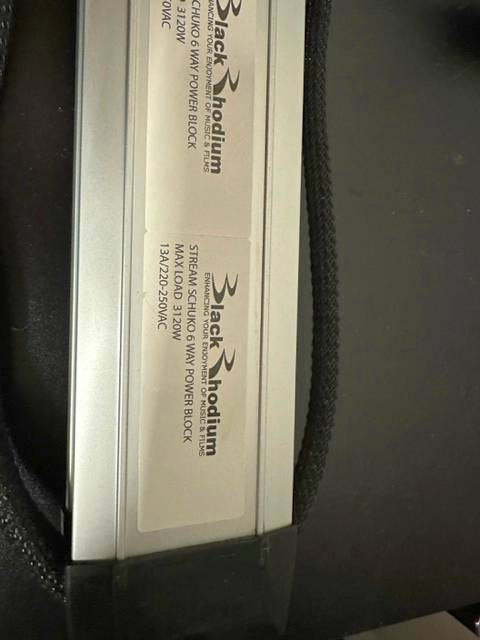 Black Rhodium
ENHANCING YOUR ENJOYMENT OF MUSIC & FILMS
SCHUKO 6 WAY POWER BLOCK
3120W
Black Rhodium
ENHANCING YOUR ENJOYMENT OF MUSIC & FILMS
STREAM SCHUKO 6 WAY POWER BLOCK
MAX LOAD 3120W
13A/220-250VAC